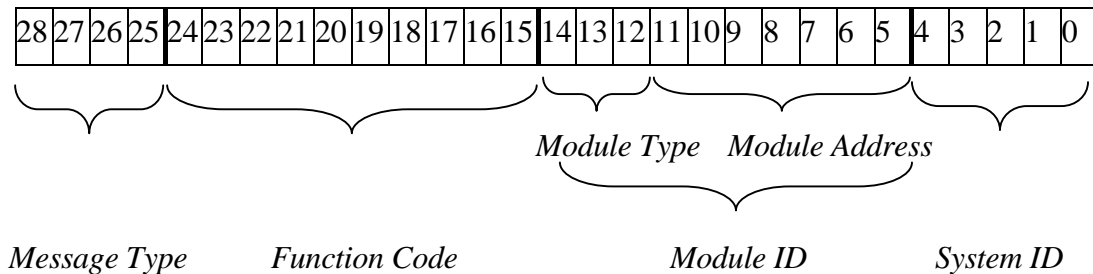 28 27 26 25 24 23 22 21 20 19 18 17 16 15 14 13 12 11 10 9 8 7 6 5 4 3 2 1 0
Module Type Module Address
Message Type Function Code Module ID System ID